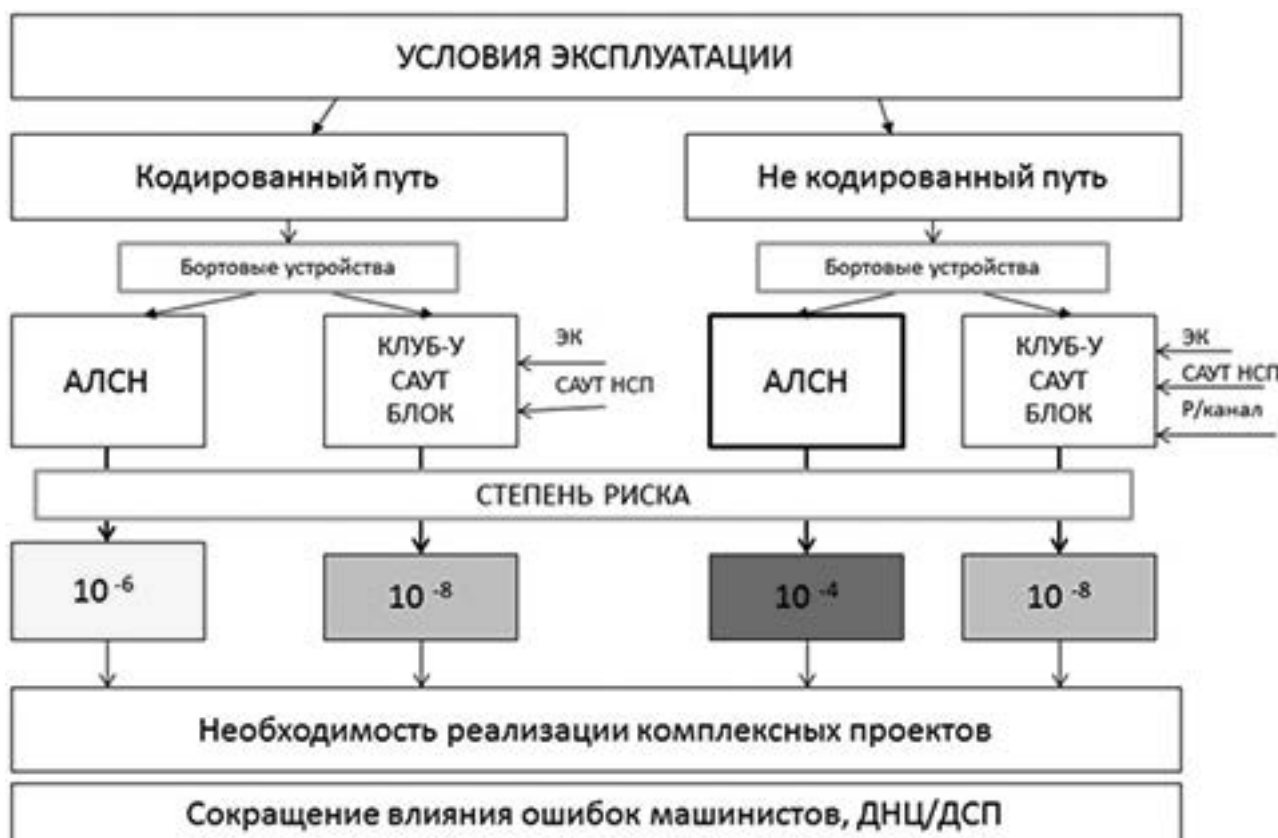 УСЛОВИЯ ЭКСПЛУАТАЦИИ
Кодированный путь
Не кодированный путь
Бортовые устройства
Бортовые устройства
АЛСН
КЛУБ-У
САУТ
БЛОК
ЭК
САУТ НСП
АЛСН
КЛУБ-У
САУТ
БЛОК
ЭК
САУТ НСП
Р/канал
СТЕПЕНЬ РИСКА
10 -6
10 -8
10 -4
10 -8
Необходимость реализации комплексных проектов
Сокращение влияния ошибок машинистов, ДНЦ/ДСП